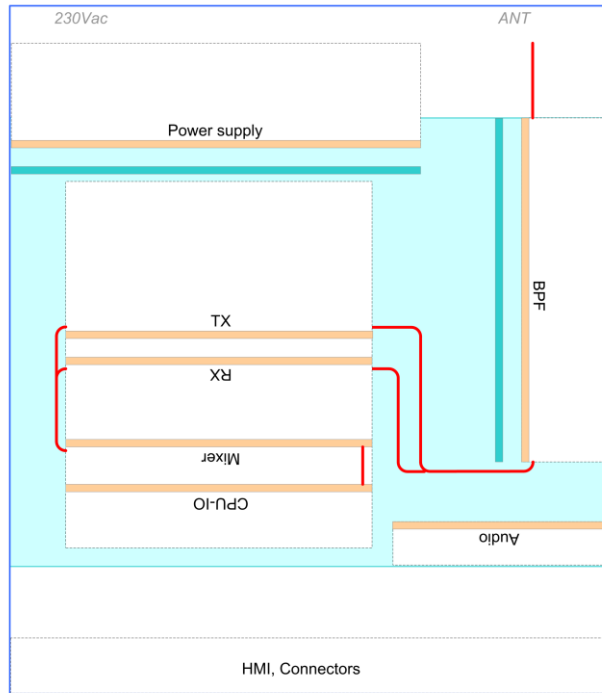 230Vac
ANT
Power supply
BPF
TX
RX
Mixer
CPU-IO
Audio
HMI, Connectors